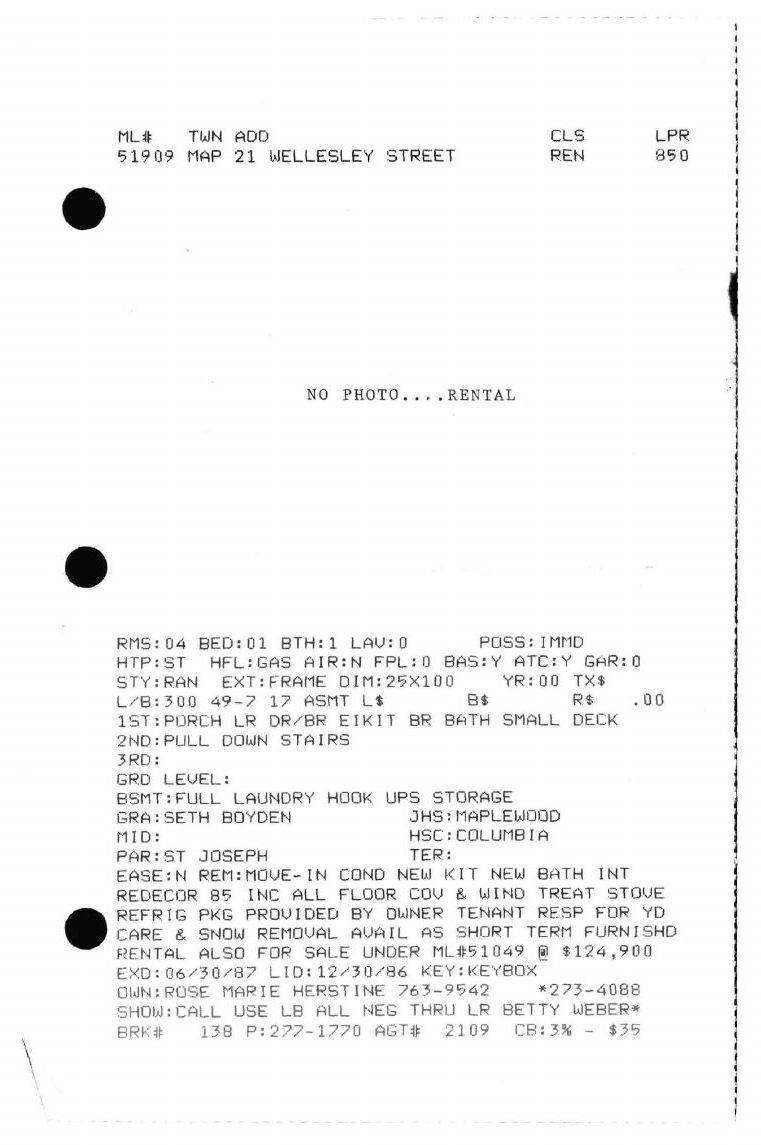 ML# TWN ADD CLS LPR
51909 MAP 21 WELLESLEY STREET REN 850
NO PHOTO....RENTAL
RMS:04 BED:01 BTH:1 LAV:0 POSS:IMMD
HTP:ST HFL:GAS AIR:N FPL:0 BAS:Y ATC:Y GAR:0
STY:RAN EXT:FRAME DIM:25X100 YR:00 TX$
L/B:300 49-7 17 ASMT L$ B$ R$ .00
1ST:PORCH LR DR/BR EIKIT BR BATH SMALL DECK
2ND:PULL DOWN STAIRS
3RD:
GRD LEVEL:
BSMT:FULL LAUNDRY HOOK UPS STORAGE
GRA:SETH BOYDEN JHS:MAPLEWOOD
MID: HSC:COLUMBIA
PAR:ST JOSEPH TER:
EASE:N REM:MOVE-IN COND NEW KIT NEW BATH INT
REDECOR 85 INC ALL FLOOR COV & WIND TREAT STOVE
REFRIG PKG PROVIDED BY OWNER TENANT RESP FOR YD
CARE & SNOW REMOVAL AVAIL AS SHORT TERM FURNISHD
RENTAL ALSO FOR SALE UNDER ML#51049 @ $124,900
EXD:06/30/87 LID:12/30/86 KEY:KEYBOX
OWN:ROSE MARIE HERSTINE 763-9542 *273-4088
SHOW:CALL USE LB ALL NEG THRU LR BETTY WEBER*
BRK# 138 P:277-1770 AGT# 2109 CB:3% - $35